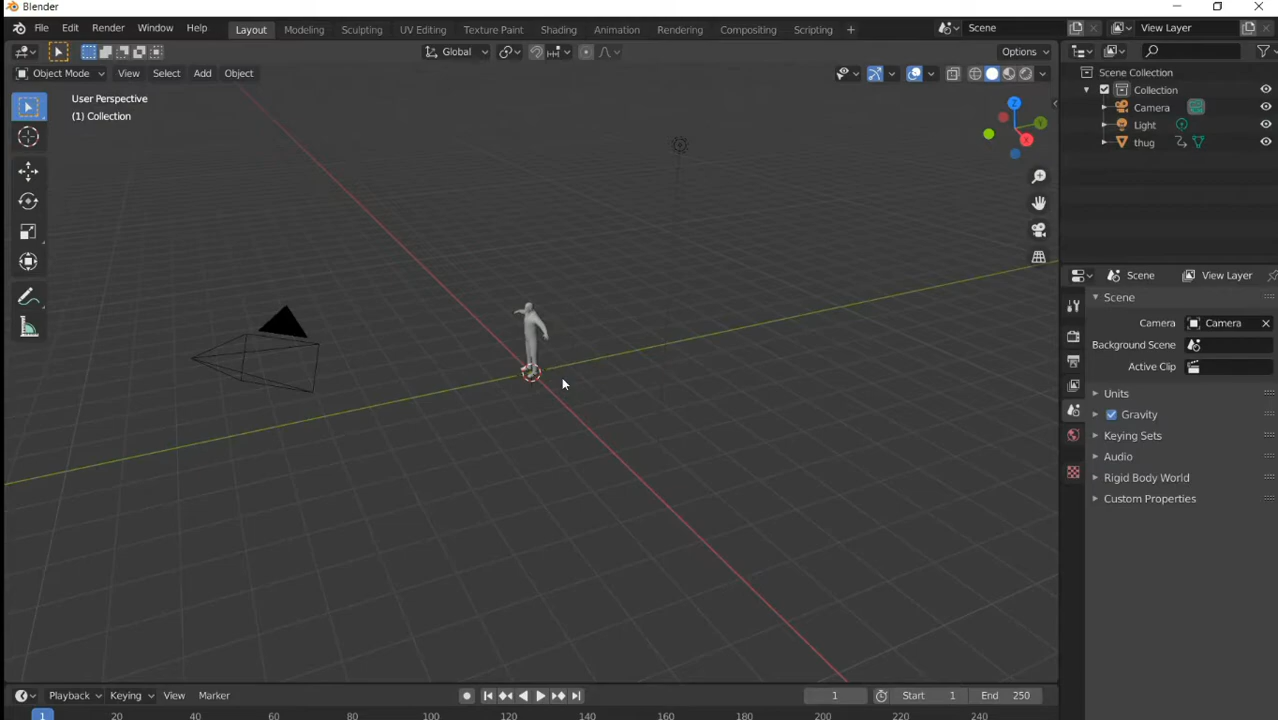 Blender
File Edit Render Window Help Layout Modeling Sculpting UV Editing Texture Paint Shading Animation Rendering Compositing Scripting + Scene View Layer
Global Options
Object Mode View Select Add Object
User Perspective
(1) Collection
Z
Y
X
Scene Collection
Collection
Camera
Light
thug
Scene View Layer
Scene
Camera Camera
Background Scene
Active Clip
Units
Gravity
Keying Sets
Audio
Rigid Body World
Custom Properties
Playback Keying View Marker 1 Start 1 End 250
1 20 40 60 80 100 120 140 160 180 200 220 240